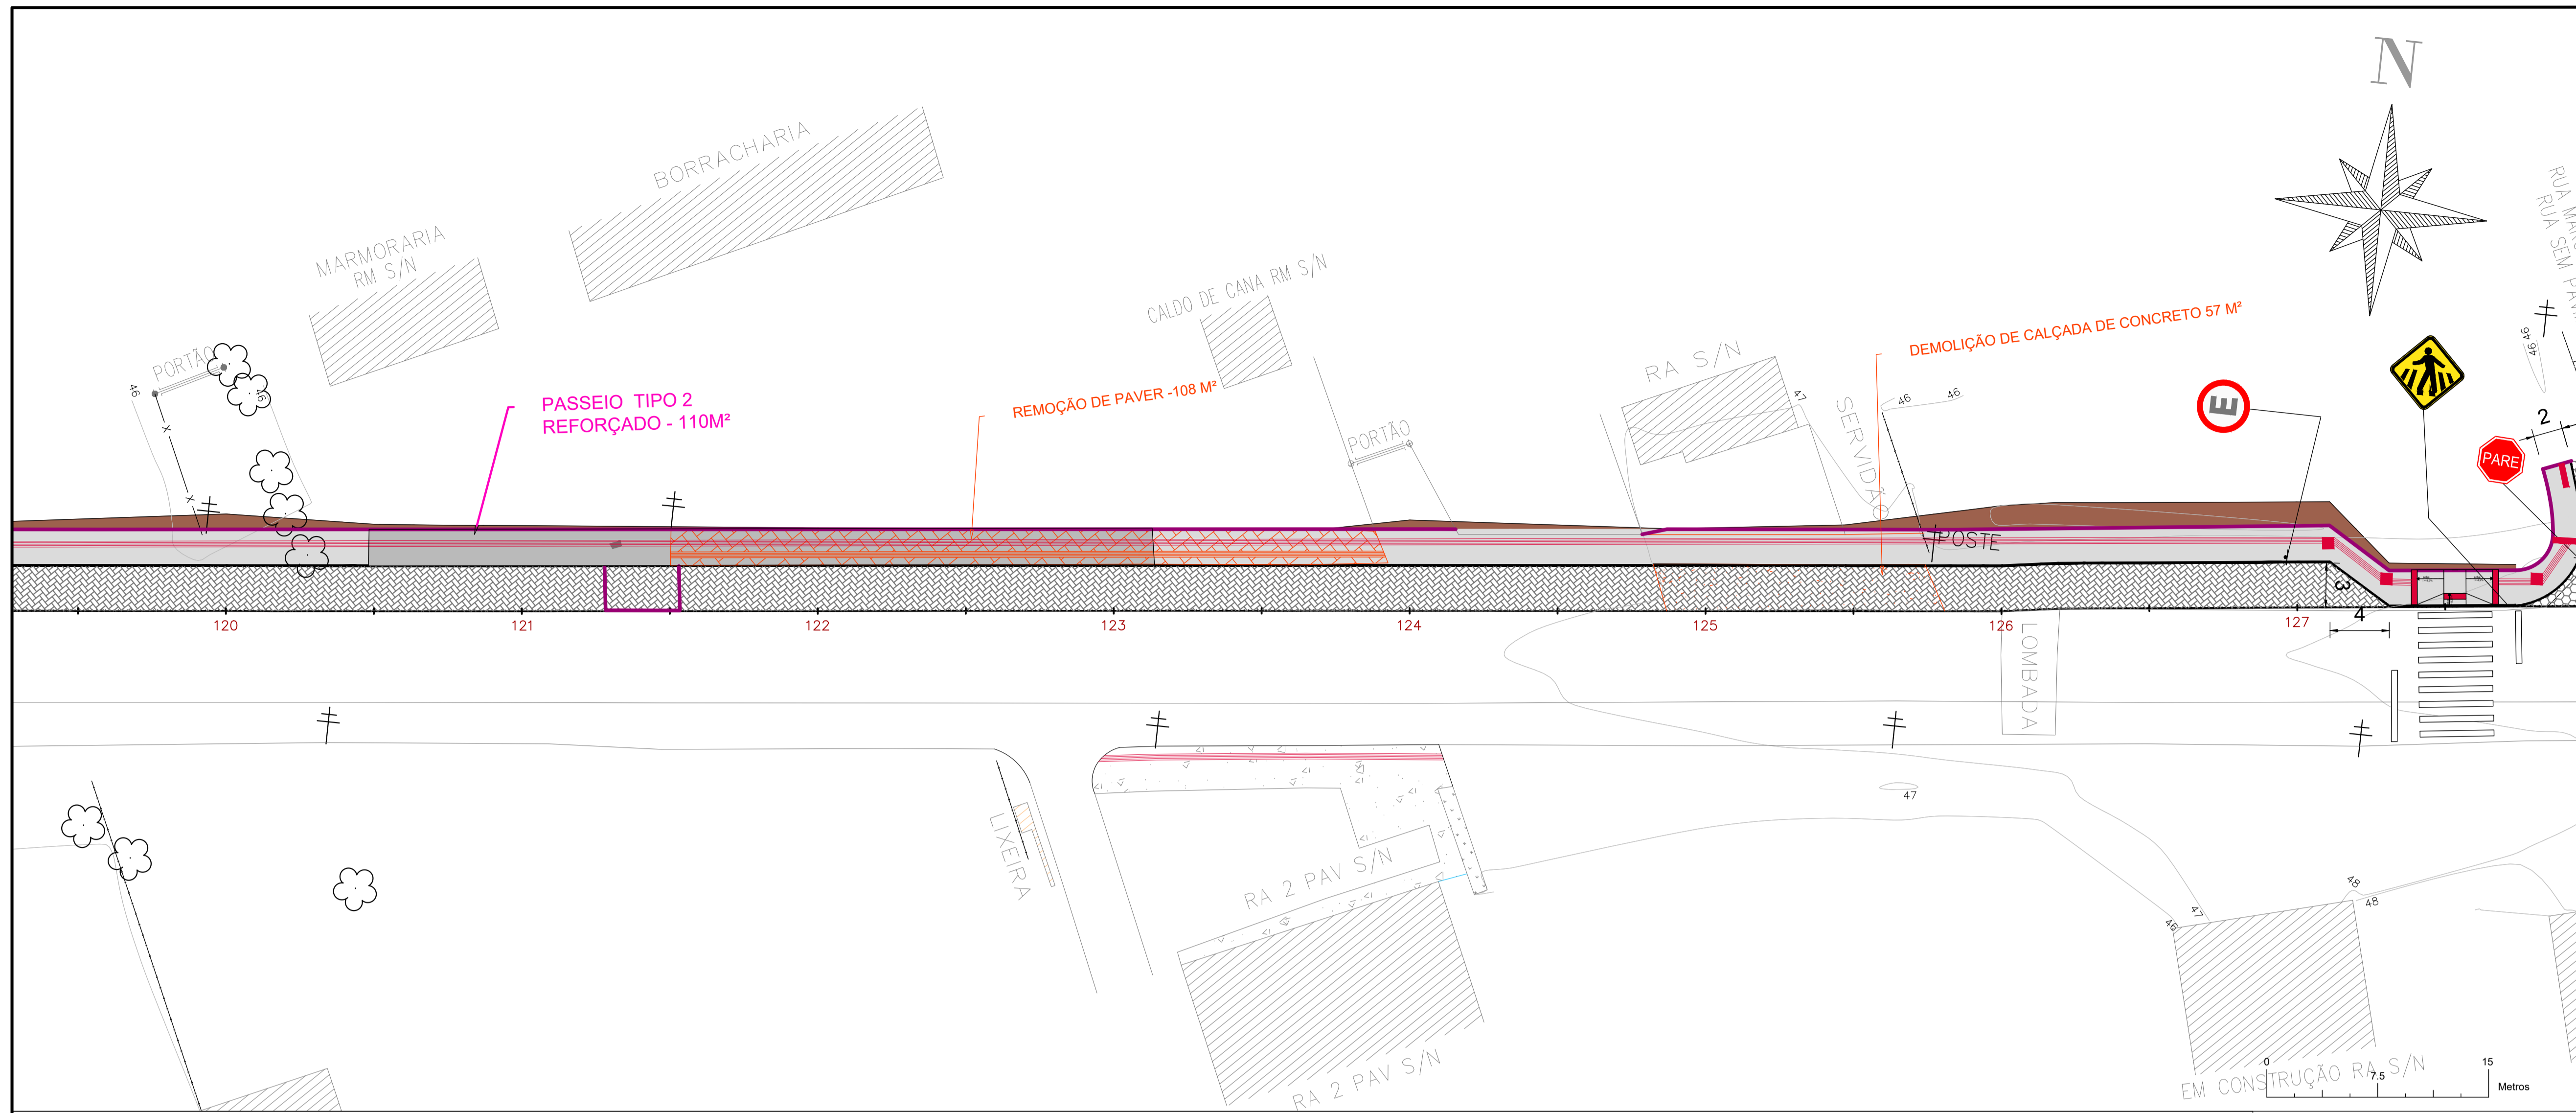 N
BORRACHARIA
MARMORARIA
RM S/N
CALDO DE CANA RM S/N
DEMOLIÇÃO DE CALÇADA DE CONCRETO 57 M²
RA S/N
PORTÃO
46
46
PASSEIO TIPO 2
REFORÇADO - 110M²
REMOÇÃO DE PAVER -108 M²
PORTÃO
47
SERVIDÃO
46
46
E
46
46
2
PARE
X
X
POSTE
3
4
120
121
122
123
124
125
126
127
LOMBADA
47
LIXEIRA
RA 2 PAV S/N
RA 2 PAV S/N
48
48
47
46
EM CONSTRUÇÃO RA S/N
0
7.5
15
Metros
RUA SEM